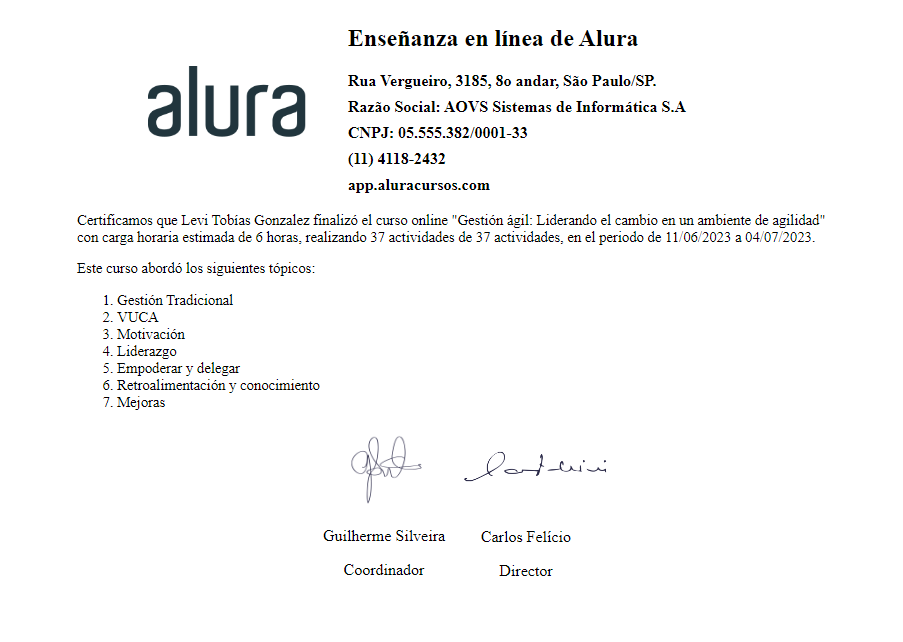 alura
Enseñanza en línea de Alura
Rua Vergueiro, 3185, 8o andar, São Paulo/SP.
Razão Social: AOVS Sistemas de Informática S.A
CNPJ: 05.555.382/0001-33
(11) 4118-2432
app.aluracursos.com
Certificamos que Levi Tobias Gonzalez finalizó el curso online "Gestión ágil: Liderando el cambio en un ambiente de agilidad"
con carga horaria estimada de 6 horas, realizando 37 actividades de 37 actividades, en el periodo de 11/06/2023 a 04/07/2023.
Este curso abordó los siguientes tópicos:
1. Gestión Tradicional
2. VUCA
3. Motivación
4. Liderazgo
5. Empoderar y delegar
6. Retroalimentación y conocimiento
7. Mejoras
Guilherme Silveira Carlos Felício
Coordinador Director